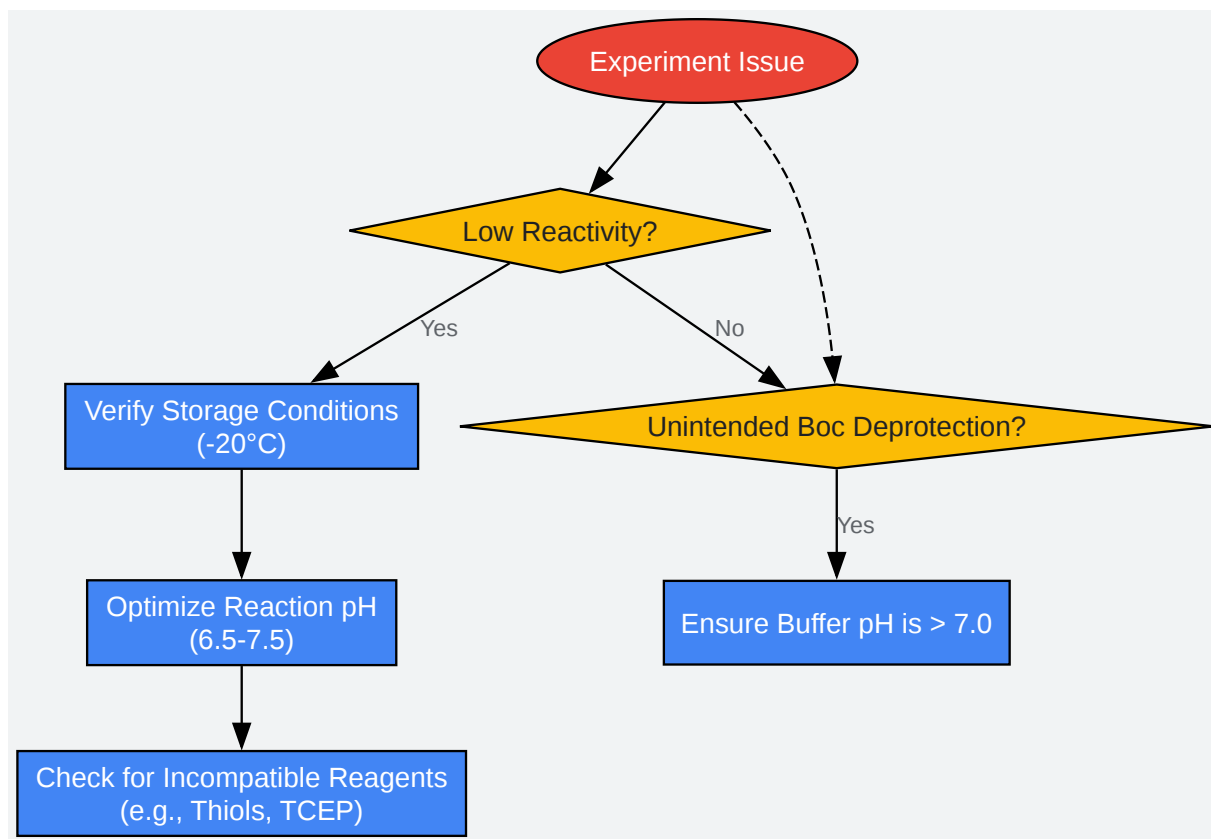 Experiment Issue
Low Reactivity?
Yes
No
Verify Storage Conditions
(-20°C)
Unintended Boc Deprotection?
Yes
Optimize Reaction pH
(6.5-7.5)
Ensure Buffer pH is > 7.0
Check for Incompatible Reagents
(e.g., Thiols, TCEP)